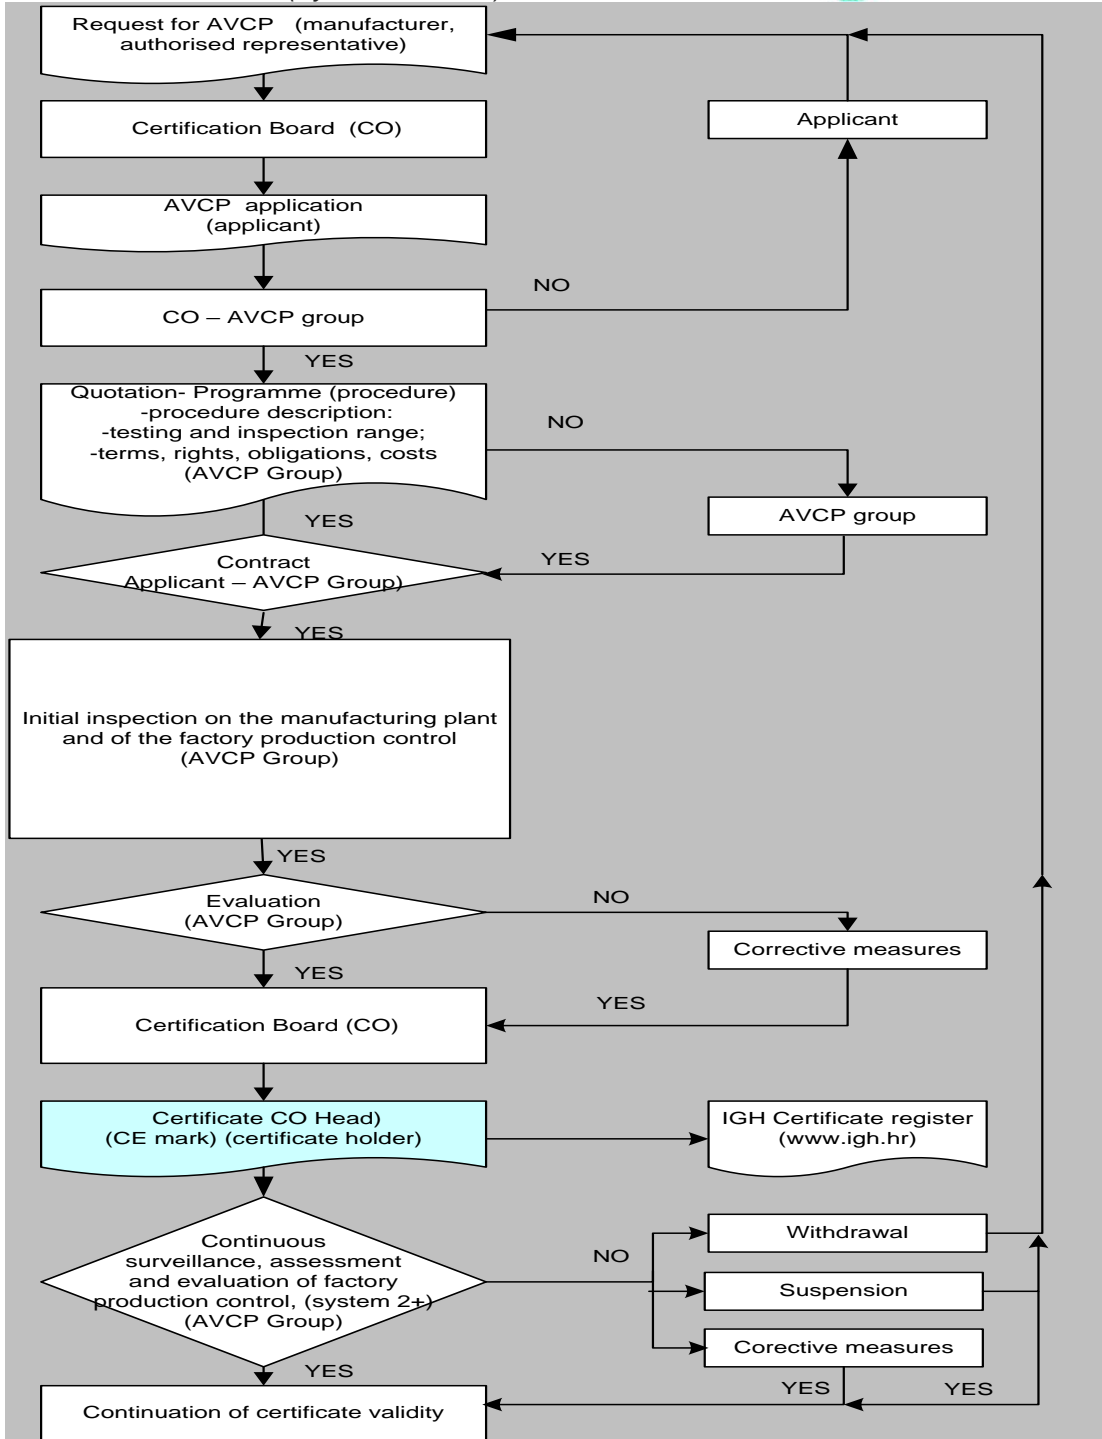 Request for AVCP (manufacturer,
authorised representative)
Certification Board (CO)
Applicant
AVCP application
(applicant)
NO
CO – AVCP group
YES
Quotation- Programme (procedure)
-procedure description:
-testing and inspection range;
-terms, rights, obligations, costs
(AVCP Group)
NO
AVCP group
YES
Contract
Applicant – AVCP Group)
YES
YES
Initial inspection on the manufacturing plant
and of the factory production control
(AVCP Group)
YES
Evaluation
(AVCP Group)
NO
Corrective measures
YES
Certification Board (CO)
YES
Certificate CO Head)
(CE mark) (certificate holder)
IGH Certificate register
(www.igh.hr)
Continuous
surveillance, assessment
and evaluation of factory
production control, (system 2+)
(AVCP Group)
NO
Withdrawal
Suspension
Corective measures
YES
YES
YES
Continuation of certificate validity